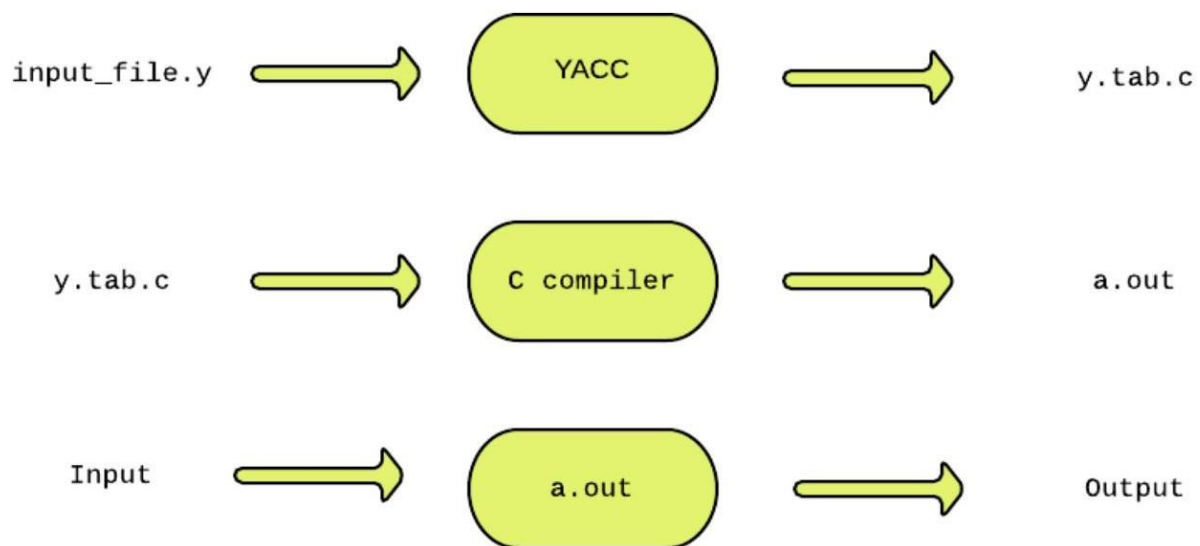 input_file.y
YACC
y.tab.c
y.tab.c
C compiler
a.out
Input
a.out
Output